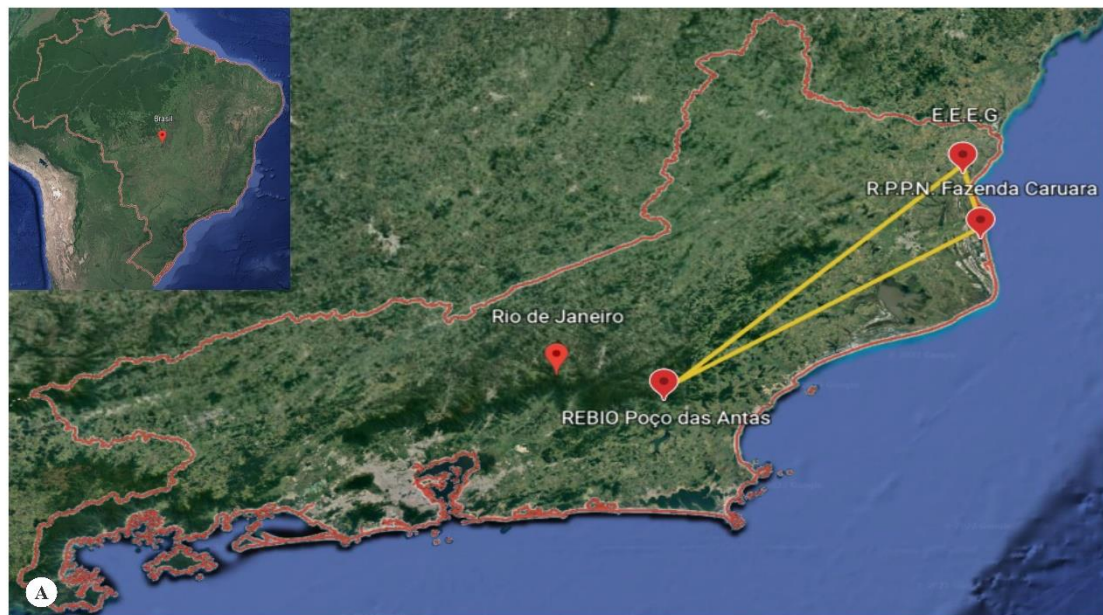 Brasil
E.E.E.G
R.P.P.N. Fazenda Caruara
Rio de Janeiro
REBIO Poço das Antas
A